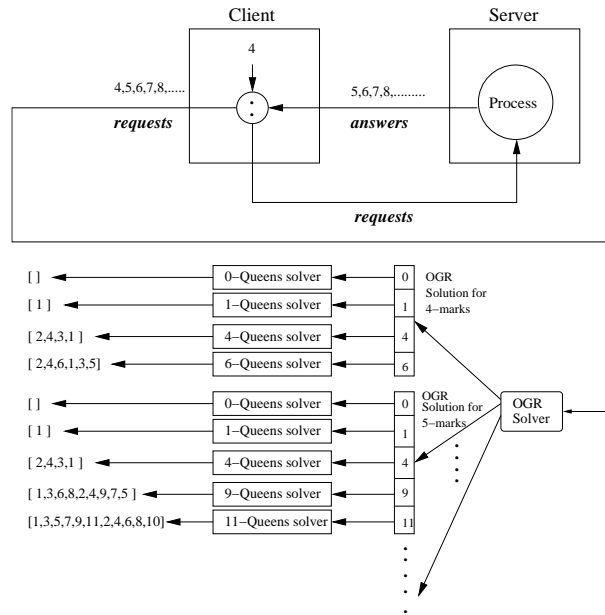 Client
Server
4
4,5,6,7,8,.....
5,6,7,8,.........
:
Process
requests
answers
requests
[ ]
0−Queens solver
0
OGR
Solution for
4−marks
[ 1 ]
1−Queens solver
1
[ 2,4,3,1 ]
4−Queens solver
4
[ 2,4,6,1,3,5]
6−Queens solver
6
[ ]
0−Queens solver
0
OGR
Solution for
5−marks
OGR
Solver
[ 1 ]
1−Queens solver
1
[ 2,4,3,1 ]
4−Queens solver
4
[ 1,3,6,8,2,4,9,7,5 ]
9−Queens solver
9
[1,3,5,7,9,11,2,4,6,8,10]
11−Queens solver
11